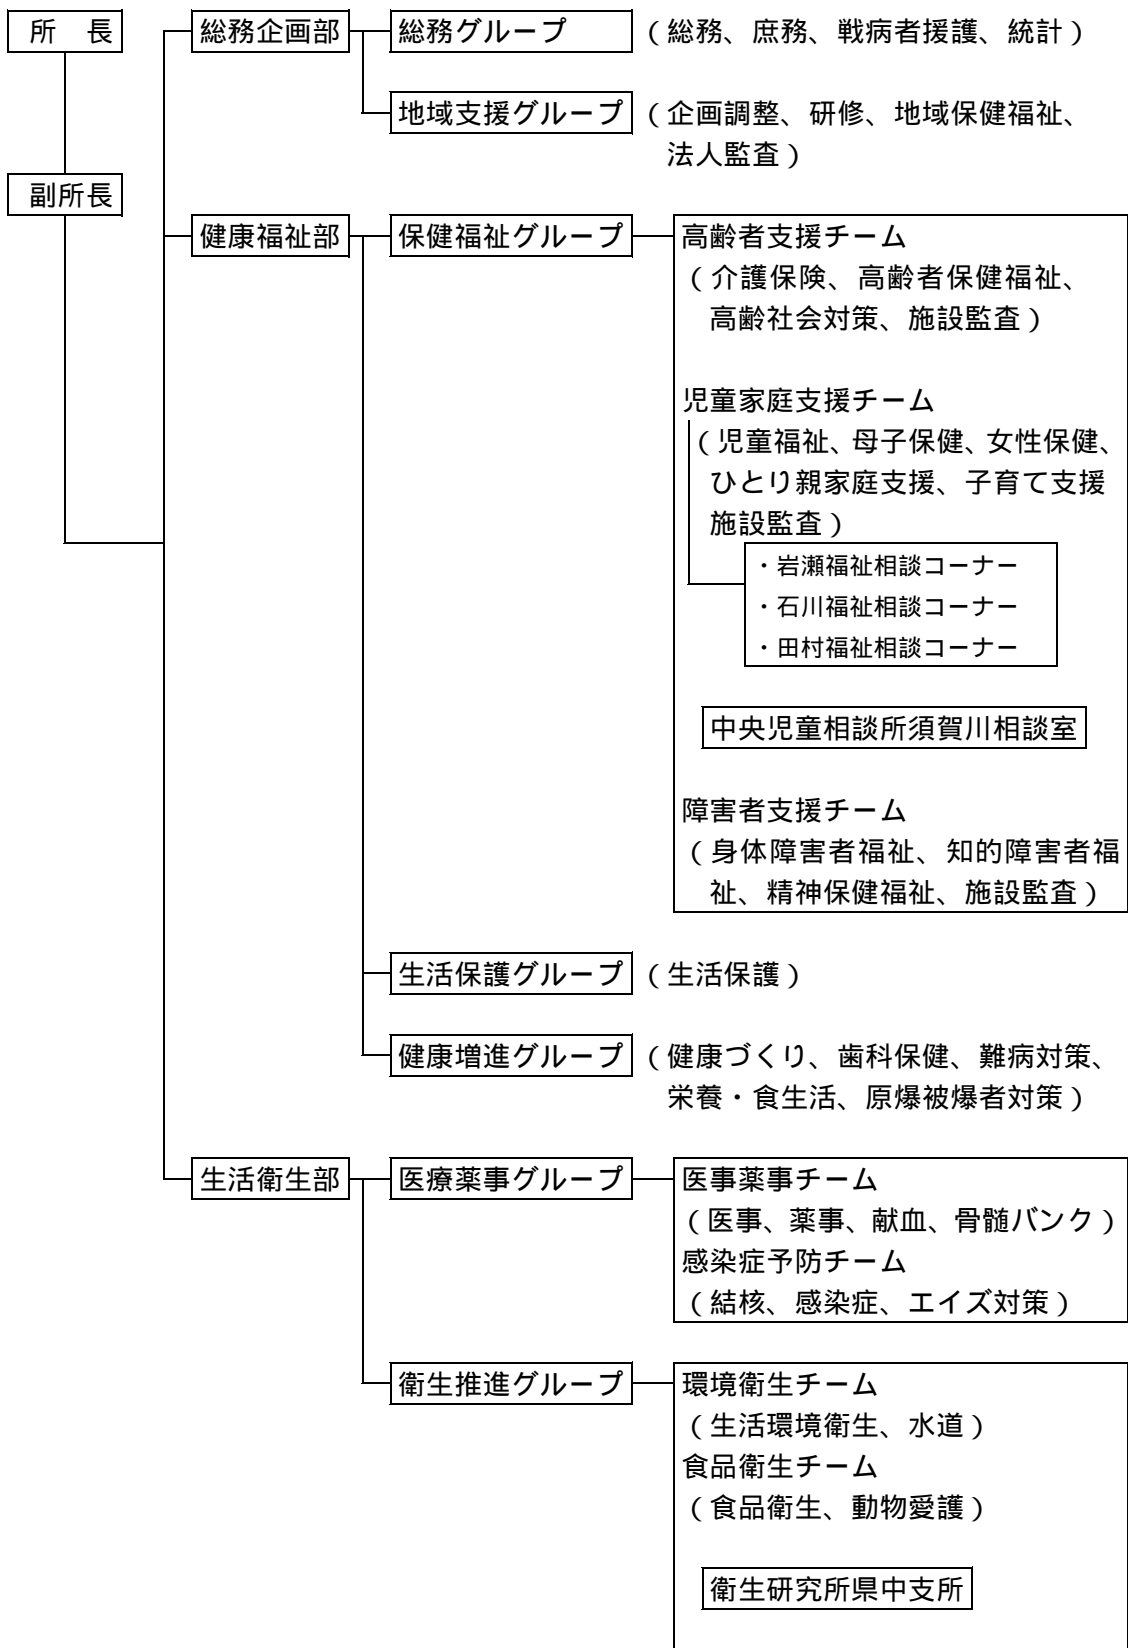 所　長
総務企画部 総務グループ （総務、庶務、戦病者援護、統計）
地域支援グループ （企画調整、研修、地域保健福祉、
法人監査）
副所長
健康福祉部 保健福祉グループ 高齢者支援チーム
（介護保険、高齢者保健福祉、
高齢社会対策、施設監査）
児童家庭支援チーム
（児童福祉、母子保健、女性保健、
ひとり親家庭支援、子育て支援
施設監査）
・岩瀬福祉相談コーナー
・石川福祉相談コーナー
・田村福祉相談コーナー
中央児童相談所須賀川相談室
障害者支援チーム
（身体障害者福祉、知的障害者福
祉、精神保健福祉、施設監査）
生活保護グループ （生活保護）
健康増進グループ （健康づくり、歯科保健、難病対策、
栄養・食生活、原爆被爆者対策）
生活衛生部 医療薬事グループ 医事薬事チーム
（医事、薬事、献血、骨髄バンク）
感染症予防チーム
（結核、感染症、エイズ対策）
衛生推進グループ 環境衛生チーム
（生活環境衛生、水道）
食品衛生チーム
（食品衛生、動物愛護）
衛生研究所県中支所